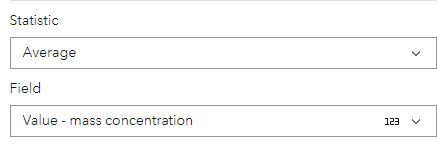 Statistic
Average
Field
Value - mass concentration 123